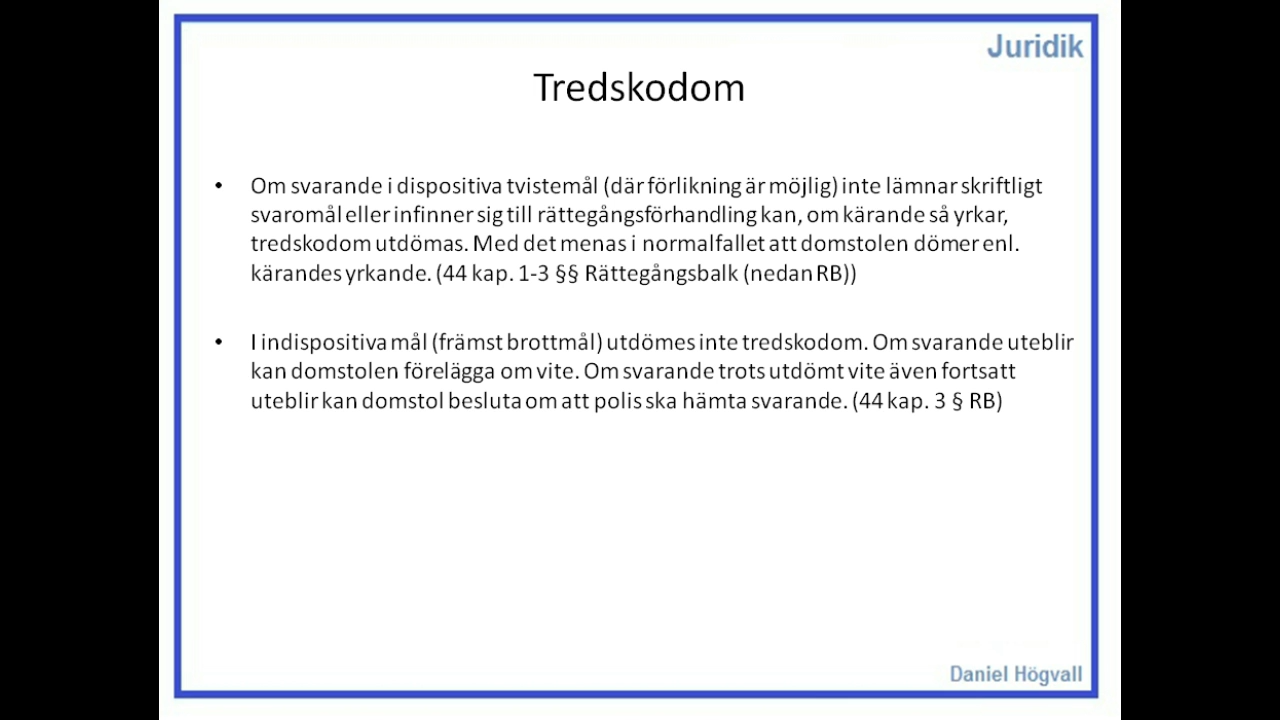 Juridik
Tredskodom
• Om svarande i dispositiva tvistemål (där förlikning är möjlig) inte lämnar skriftligt
svaromål eller infinner sig till rättegångsförhandling kan, om kärande så yrkar,
tredskodom utdömas. Med det menas i normalfallet att domstolen dömer enl.
kärandes yrkande. (44 kap. 1-3 §§ Rättegångsbalk (nedan RB))
• I indispositiva mål (främst brottmål) utdömes inte tredskodom. Om svarande uteblir
kan domstolen förelägga om vite. Om svarande trots utdömt vite även fortsatt
uteblir kan domstol besluta om att polis ska hämta svarande. (44 kap. 3 § RB)
Daniel Högvall